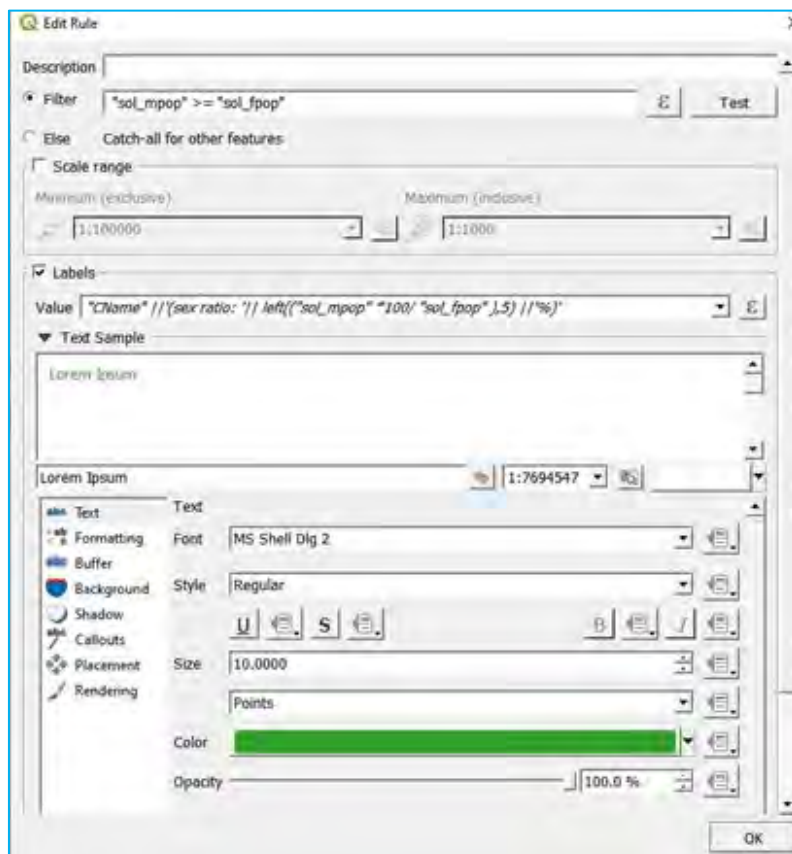 Edit Rule
Description
Filter "sol_mpop" >= "sol_fpop" ε Test
Else Catch-all for other features
Scale range
Minimum (exclusive) Maximum (inclusive)
1:100000 1:1000
Labels
Value "CName" //'(sex ratio: '// left(("sol_mpop" *100/ "sol_fpop" ),5) //'%)' ε
Text Sample
Lorem Ipsum
Lorem Ipsum 1:7694547
Text Text
Formatting Font MS Shell Dlg 2
Buffer
Background Style Regular
Shadow
Callouts U S B I
Placement Size 10.0000
Rendering
Points
Color
Opacity 100.0 %
OK